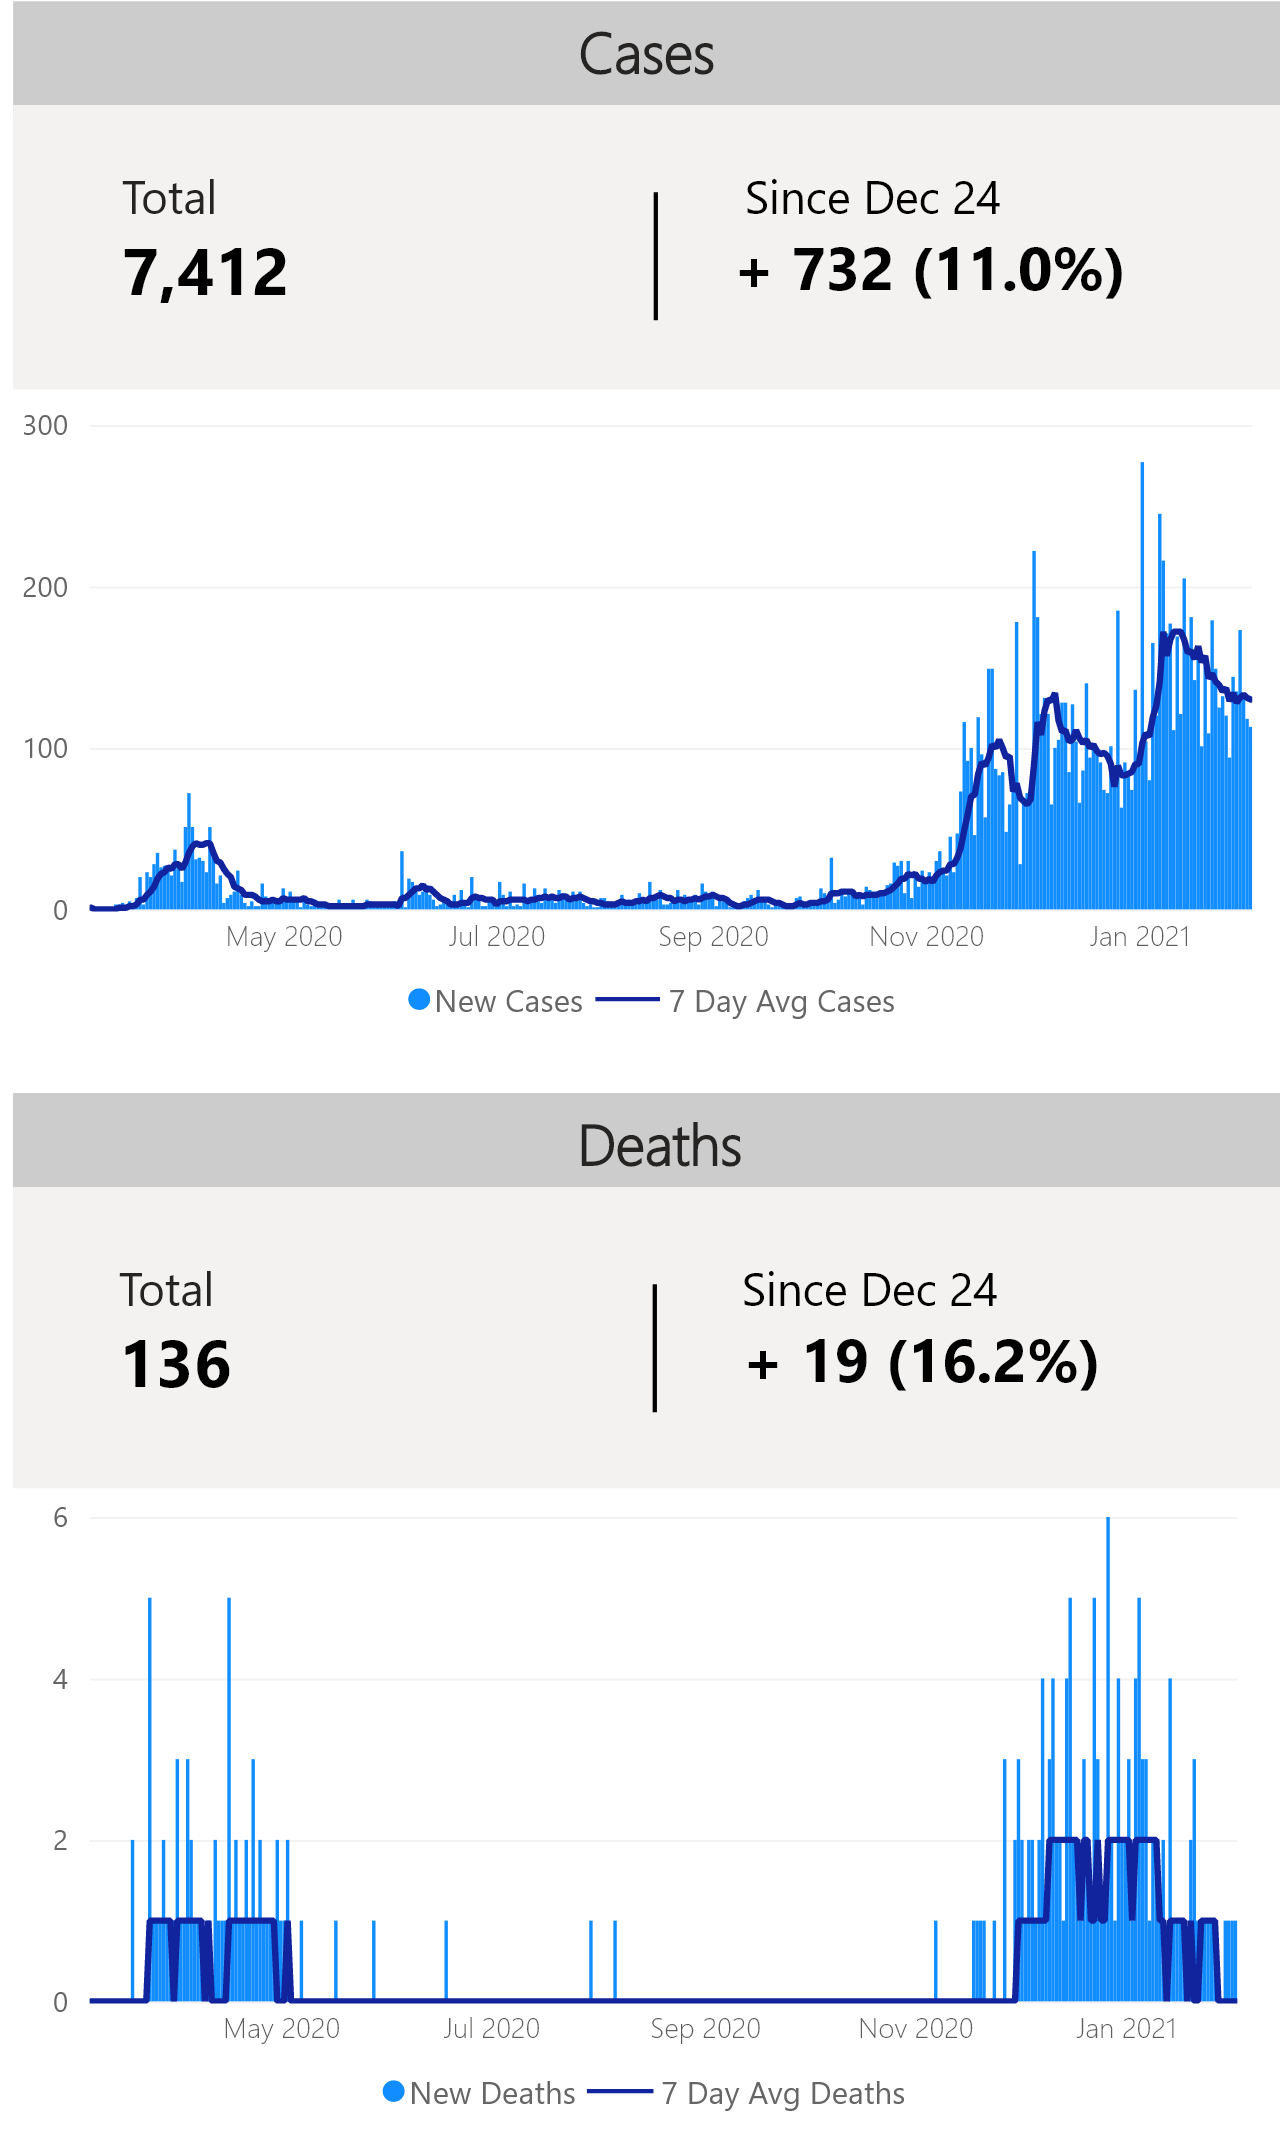 Cases
Total
Since Dec 24
7,412
+ 732 (11.0%)
300
200
100
0
May 2020 Jul 2020 Sep 2020 Nov 2020 Jan 2021
New Cases 7 Day Avg Cases
Deaths
Total
Since Dec 24
136
+ 19 (16.2%)
6
4
2
0
May 2020 Jul 2020 Sep 2020 Nov 2020 Jan 2021
New Deaths 7 Day Avg Deaths